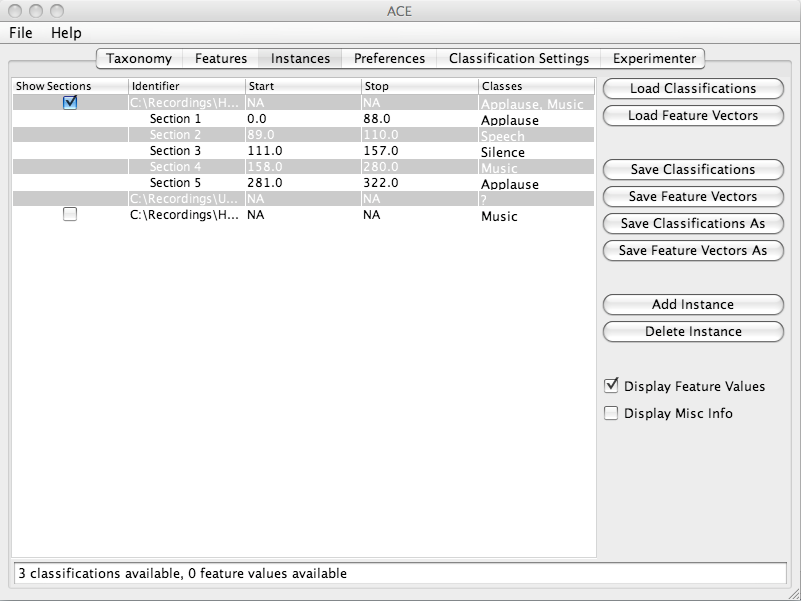 ACE
File Help
Taxonomy Features Instances Preferences Classification Settings Experimenter
Show Sections Identifier Start Stop Classes
C:\Recordings\H... NA NA Applause, Music
Section 1 0.0 88.0 Applause
Section 2 89.0 110.0 Speech
Section 3 111.0 157.0 Silence
Section 4 158.0 280.0 Music
Section 5 281.0 322.0 Applause
C:\Recordings\U... NA NA ?
C:\Recordings\H... NA NA Music
Load Classifications
Load Feature Vectors
Save Classifications
Save Feature Vectors
Save Classifications As
Save Feature Vectors As
Add Instance
Delete Instance
Display Feature Values
Display Misc Info
3 classifications available, 0 feature values available